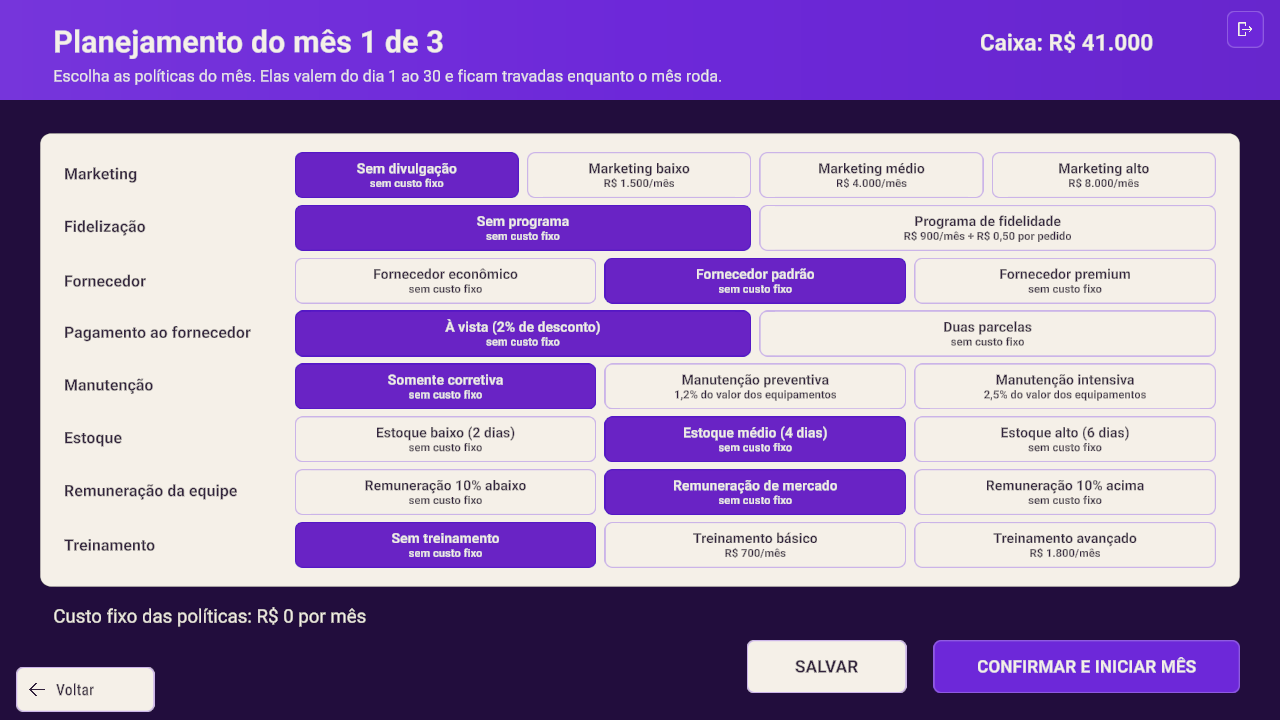 Planejamento do mês 1 de 3
Caixa: R$ 41.000
Escolha as políticas do mês. Elas valem do dia 1 ao 30 e ficam travadas enquanto o mês roda.
Marketing
Sem divulgação
sem custo fixo
Marketing baixo
R$ 1.500/mês
Marketing médio
R$ 4.000/mês
Marketing alto
R$ 8.000/mês
Fidelização
Sem programa
sem custo fixo
Programa de fidelidade
R$ 900/mês + R$ 0,50 por pedido
Fornecedor
Fornecedor econômico
sem custo fixo
Fornecedor padrão
sem custo fixo
Fornecedor premium
sem custo fixo
Pagamento ao fornecedor
À vista (2% de desconto)
sem custo fixo
Duas parcelas
sem custo fixo
Manutenção
Somente corretiva
sem custo fixo
Manutenção preventiva
1,2% do valor dos equipamentos
Manutenção intensiva
2,5% do valor dos equipamentos
Estoque
Estoque baixo (2 dias)
sem custo fixo
Estoque médio (4 dias)
sem custo fixo
Estoque alto (6 dias)
sem custo fixo
Remuneração da equipe
Remuneração 10% abaixo
sem custo fixo
Remuneração de mercado
sem custo fixo
Remuneração 10% acima
sem custo fixo
Treinamento
Sem treinamento
sem custo fixo
Treinamento básico
R$ 700/mês
Treinamento avançado
R$ 1.800/mês
Custo fixo das políticas: R$ 0 por mês
SALVAR
CONFIRMAR E INICIAR MÊS
Voltar